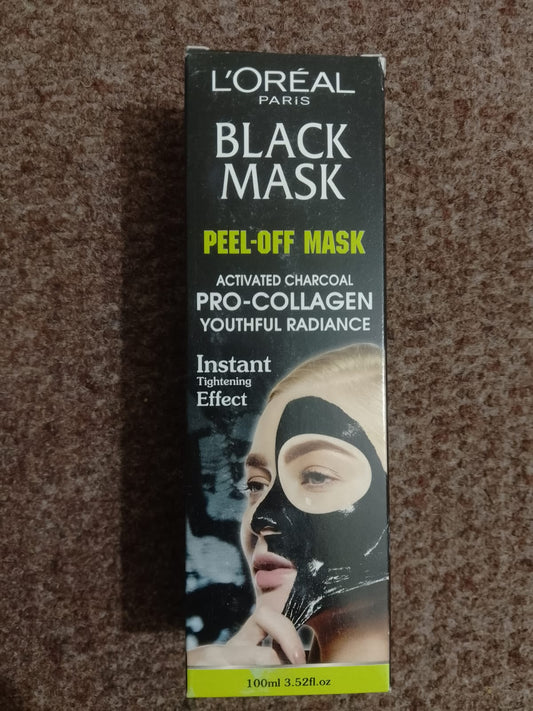 L'ORÉAL
PARIS
BLACK
MASK
PEEL-OFF MASK
ACTIVATED CHARCOAL
PRO-COLLAGEN
YOUTHFUL RADIANCE
Instant
Tightening
Effect
100ml 3.52fl.oz